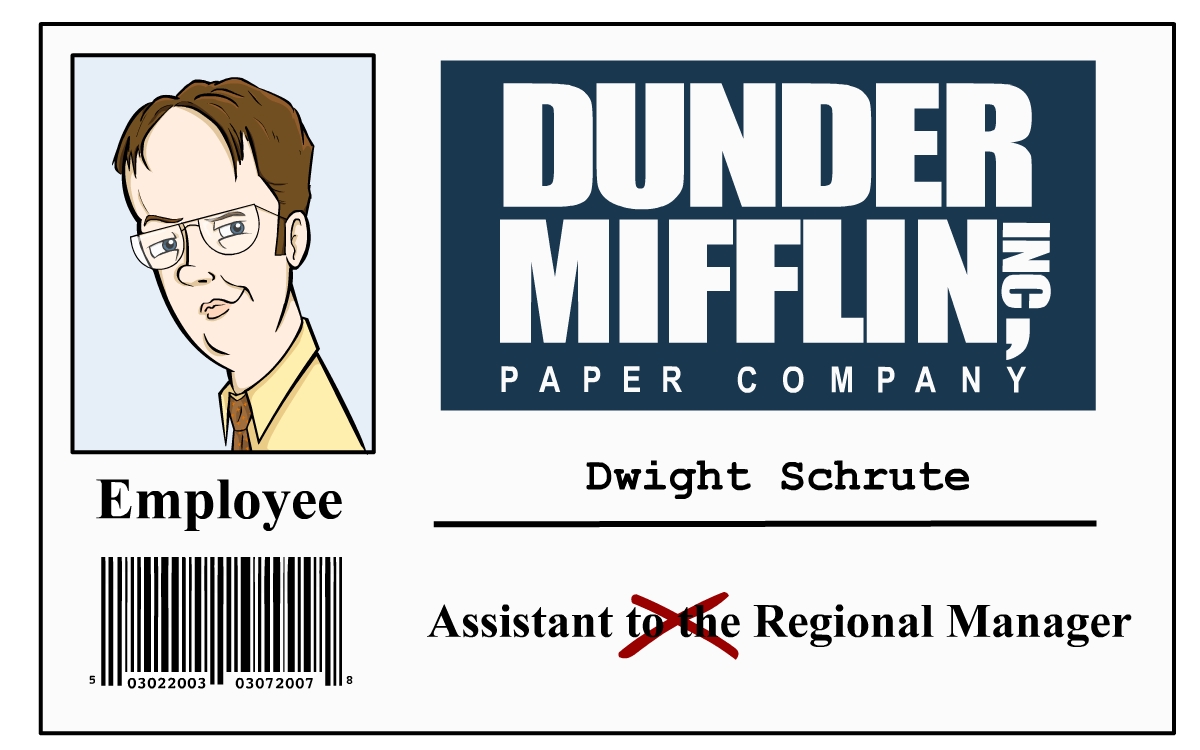 DUNDER
MIFFLIN, INC
PAPER COMPANY
Dwight Schrute
Employee
Assistant to the Regional Manager
5 03022003 03072007 8